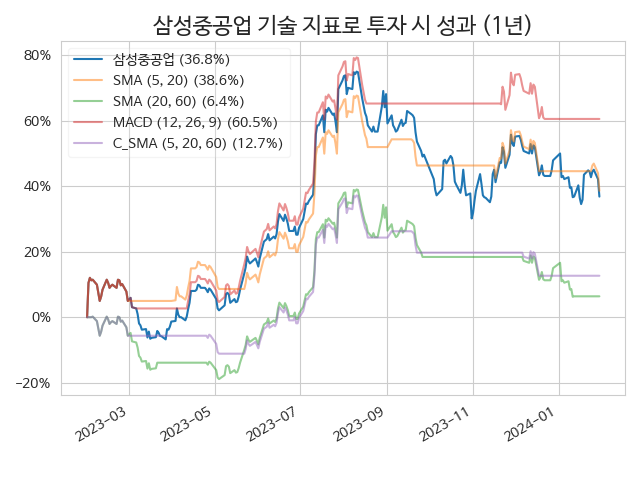 삼성중공업 기술 지표로 투자 시 성과 (1년)
80%
60%
40%
20%
0%
−20%
삼성중공업 (36.8%)
SMA (5, 20) (38.6%)
SMA (20, 60) (6.4%)
MACD (12, 26, 9) (60.5%)
C_SMA (5, 20, 60) (12.7%)
2023−03
2023−05
2023−07
2023−09
2023−11
2024−01